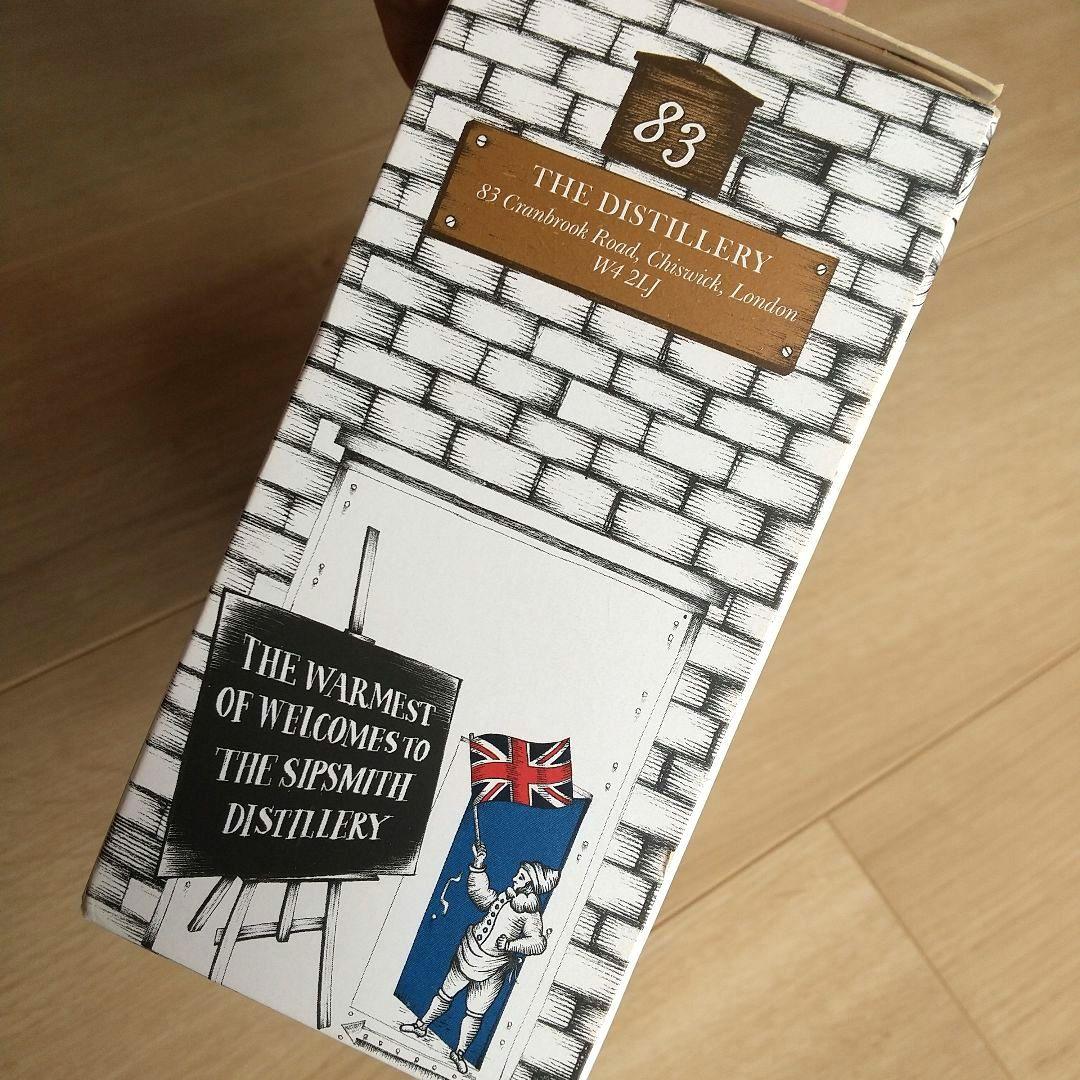 83
THE DISTILLERY
83 Cranbrook Road, Chiswick, London
W4 2LJ
THE WARMEST
OF WELCOMES TO
THE SIPSMITH
DISTILLERY